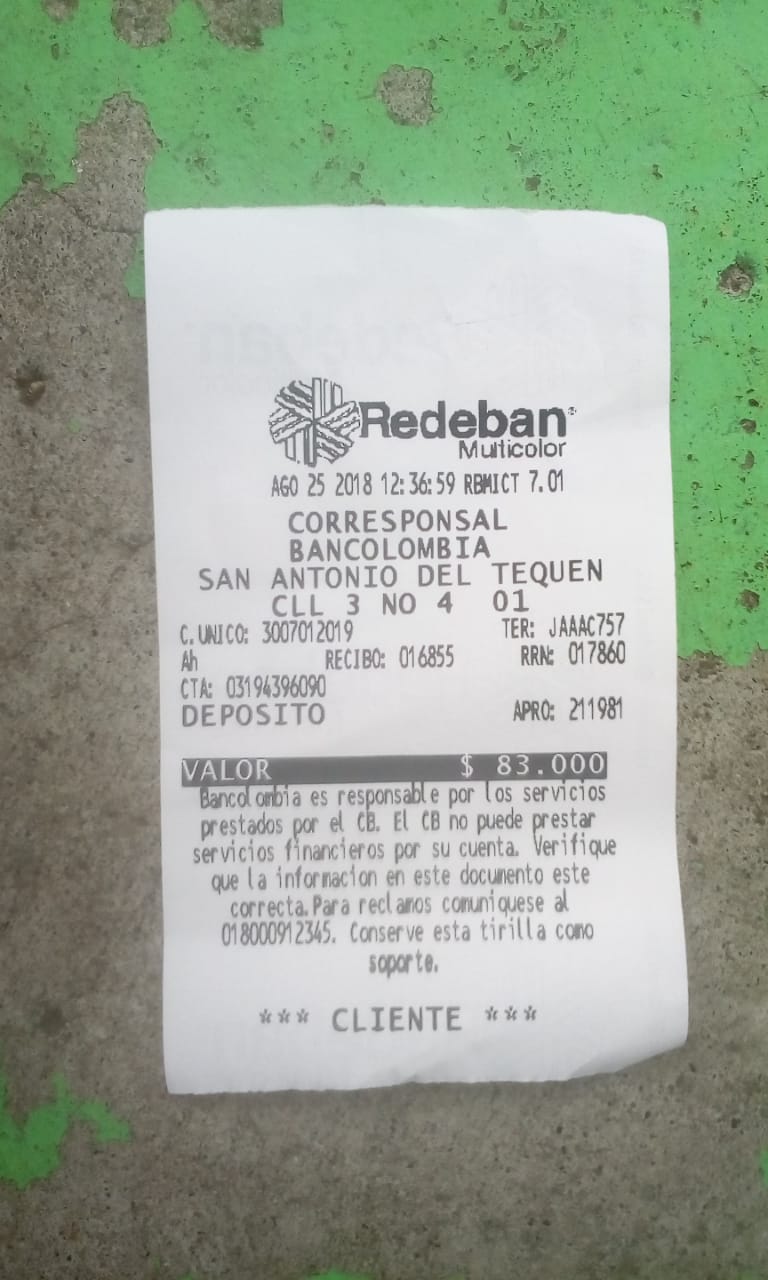 Redeban
Multicolor
AGO 25 2018 12:36:59 RBMICT 7.01
CORRESPONSAL
BANCOLOMBIA
SAN ANTONIO DEL TEQUEN
CLL 3 NO 4 01
C. UNICO: 3007012019 TER: JAAAC757
Ah RECIBO: 016855 RRN: 017860
CTA: 03194396090
DEPOSITO APRO: 211981
VALOR $ 83.000
Bancolombia es responsable por los servicios
prestados por el CB. El CB no puede prestar
servicios financieros por su cuenta. Verifique
que la informacion en este documento este
correcta.Para reclamos comuniquese al
018000912345. Conserve esta tirilla como
soporte.
*** CLIENTE ***